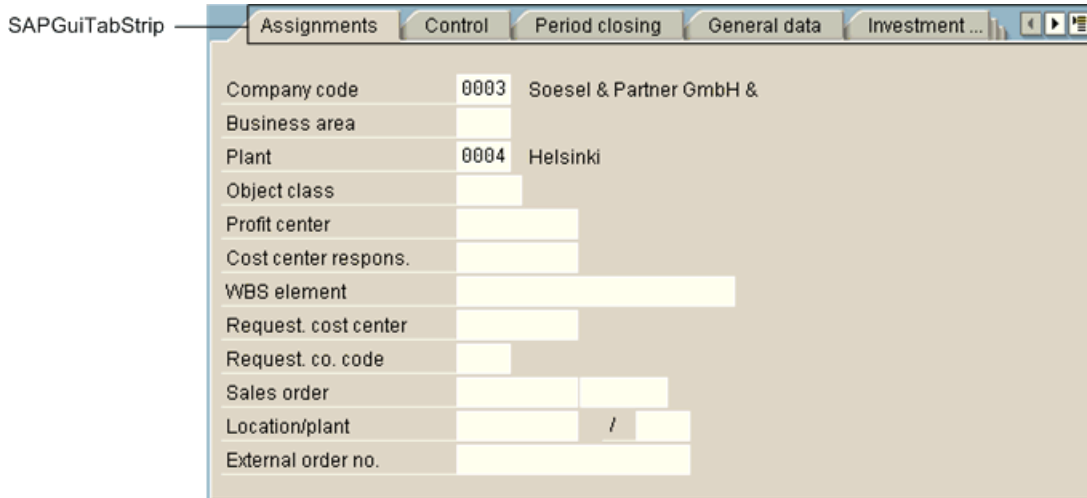 SAPGuiTabStrip Assignments Control Period closing General data Investment ...
Company code 0003 Soesel & Partner GmbH &
Business area
Plant 0004 Helsinki
Object class
Profit center
Cost center respons.
WBS element
Request. cost center
Request. co. code
Sales order
Location/plant /
External order no.